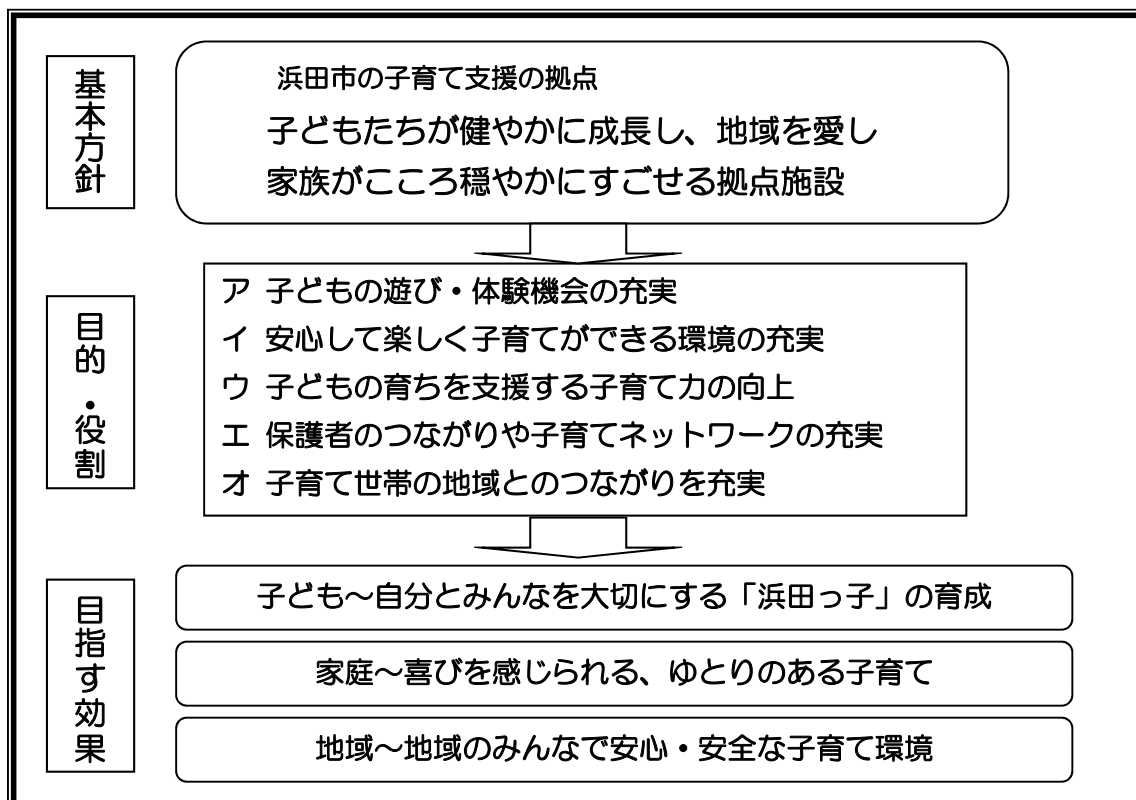 基本方針
浜田市の子育て支援の拠点
子どもたちが健やかに成長し、地域を愛し
家族がこころ穏やかにすごせる拠点施設
目的・役割
ア 子どもの遊び・体験機会の充実
イ 安心して楽しく子育てができる環境の充実
ウ 子どもの育ちを支援する子育て力の向上
エ 保護者のつながりや子育てネットワークの充実
オ 子育て世帯の地域とのつながりを充実
目指す効果
子ども～自分とみんなを大切にする「浜田っ子」の育成
家庭～喜びを感じられる、ゆとりのある子育て
地域～地域のみんなで安心・安全な子育て環境